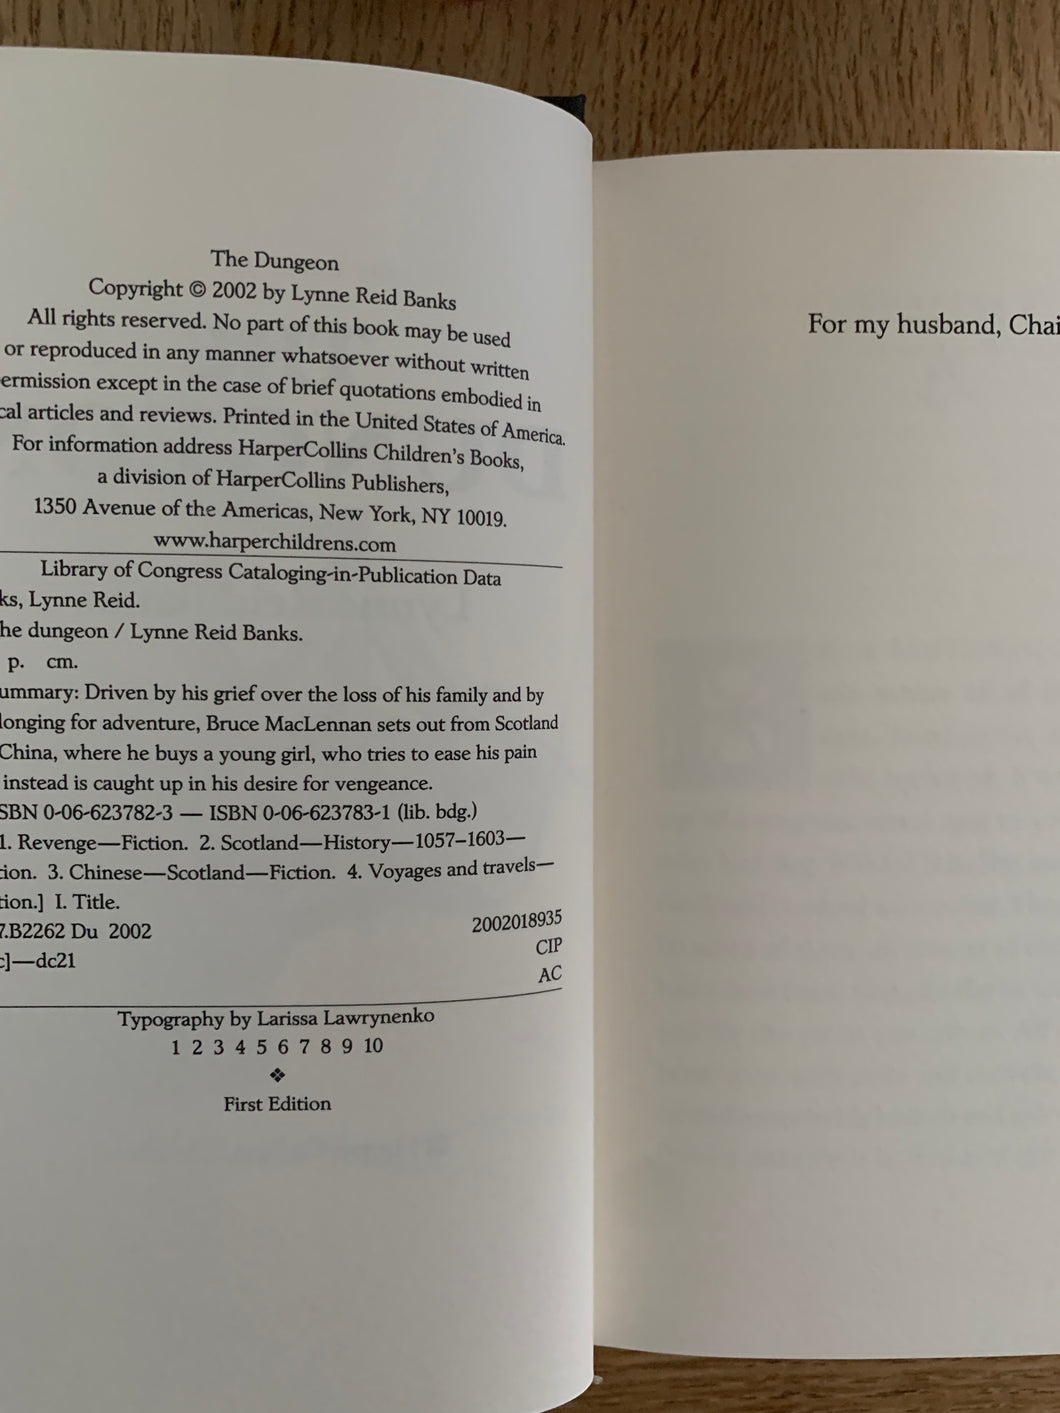 The Dungeon
Copyright © 2002 by Lynne Reid Banks
All rights reserved. No part of this book may be used
or reproduced in any manner whatsoever without written
ermission except in the case of brief quotations embodied in
cal articles and reviews. Printed in the United States of America.
For information address HarperCollins Children's Books,
a division of HarperCollins Publishers,
1350 Avenue of the Americas, New York, NY 10019.
www.harperchildrens.com
Library of Congress Cataloging-in-Publication Data
ks, Lynne Reid.
he dungeon / Lynne Reid Banks.
p. cm.
ummary: Driven by his grief over the loss of his family and by
longing for adventure, Bruce MacLennan sets out from Scotland
China, where he buys a young girl, who tries to ease his pain
instead is caught up in his desire for vengeance.
SBN 0-06-623782-3 — ISBN 0-06-623783-1 (lib. bdg.)
1. Revenge—Fiction. 2. Scotland—History—1057–1603—
tion. 3. Chinese—Scotland—Fiction. 4. Voyages and travels—
tion.] I. Title.
7.B2262 Du 2002
2002018935
c]—dc21
CIP
AC
Typography by Larissa Lawrynenko
1 2 3 4 5 6 7 8 9 10
❖
First Edition
For my husband, Chai